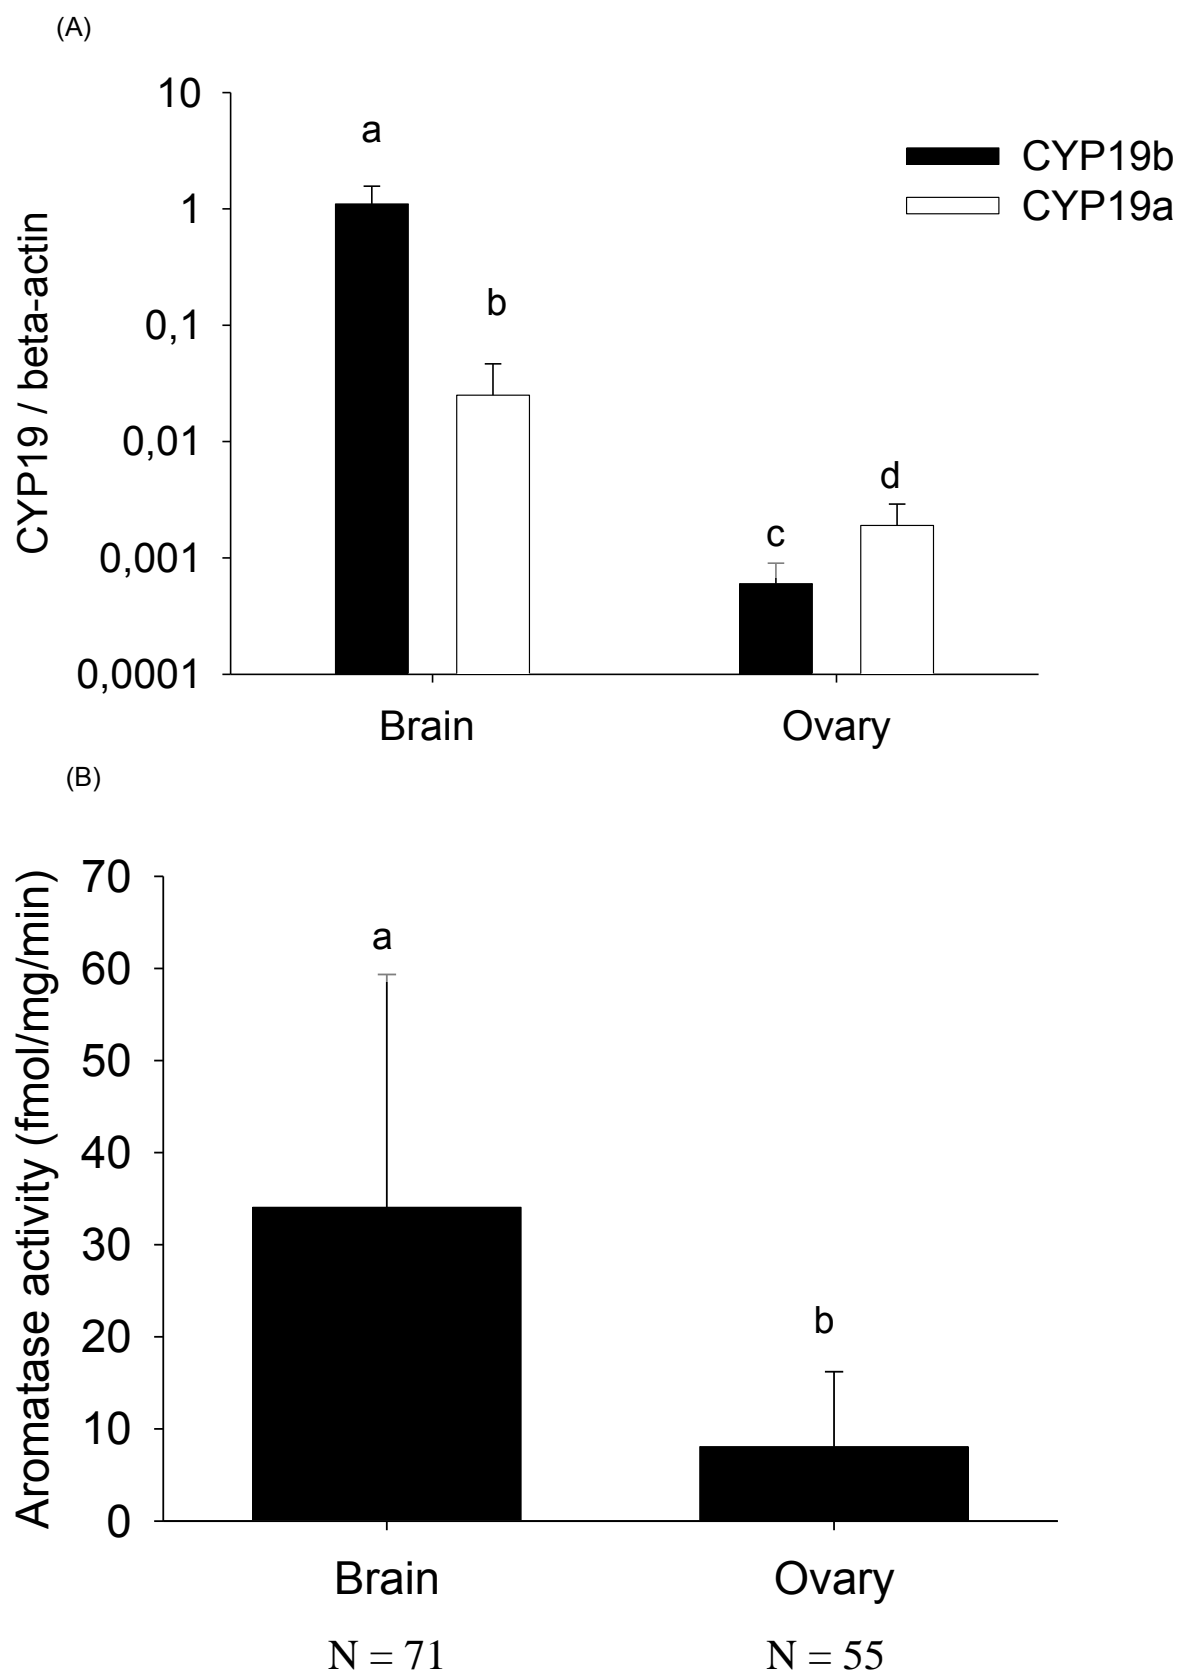 (A)
10
1
0,1
0,01
0,001
0,0001
CYP19 / beta-actin
a
b
c
d
CYP19b
CYP19a
Brain Ovary
(B)
70
60
50
40
30
20
10
0
Aromatase activity (fmol/mg/min)
a
b
Brain Ovary
N = 71 N = 55